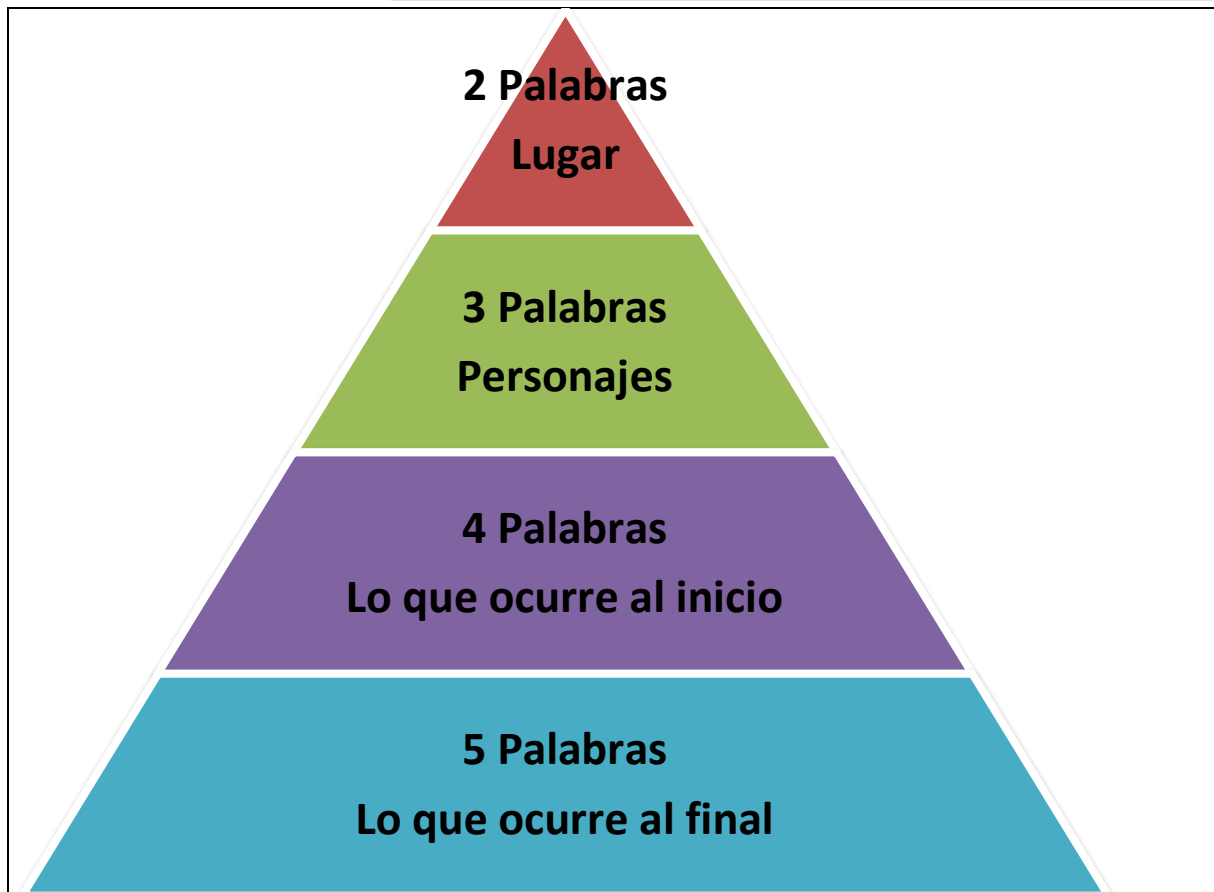 2 Palabras
Lugar
3 Palabras
Personajes
4 Palabras
Lo que ocurre al inicio
5 Palabras
Lo que ocurre al final